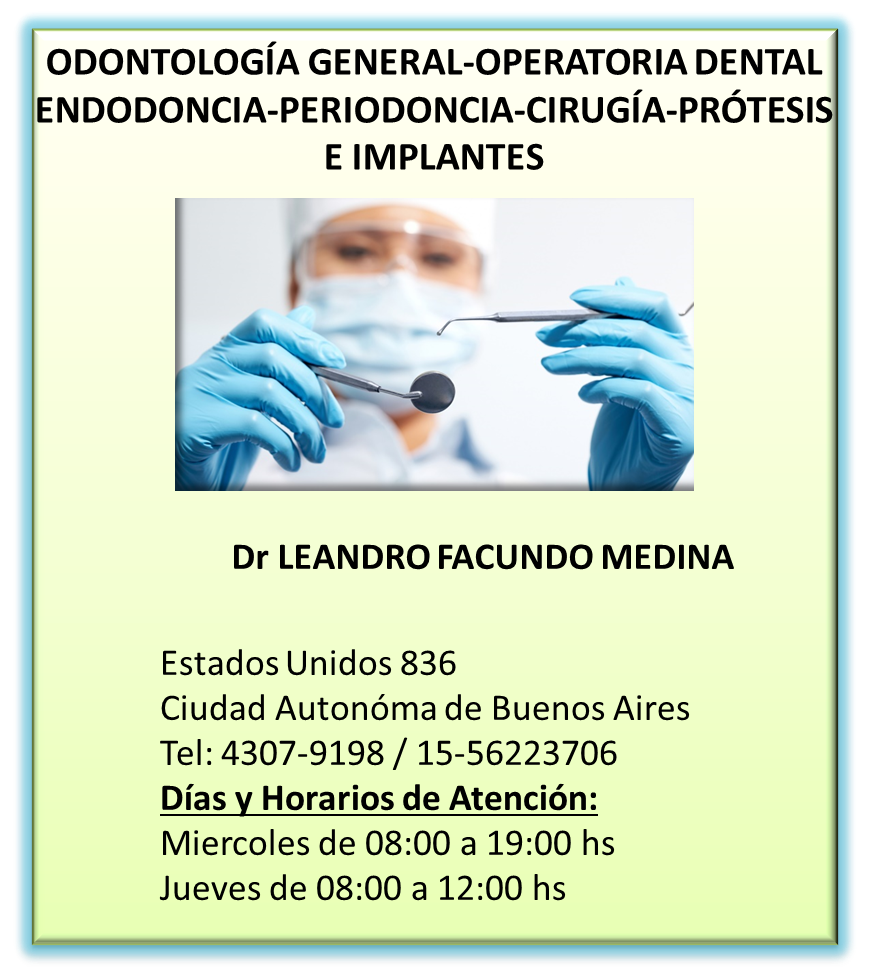 ODONTOLOGÍA GENERAL-OPERATORIA DENTAL
ENDODONCIA-PERIODONCIA-CIRUGÍA-PRÓTESIS
E IMPLANTES
Dr LEANDRO FACUNDO MEDINA
Estados Unidos 836
Ciudad Autonóma de Buenos Aires
Tel: 4307-9198 / 15-56223706
Días y Horarios de Atención:
Miercoles de 08:00 a 19:00 hs
Jueves de 08:00 a 12:00 hs